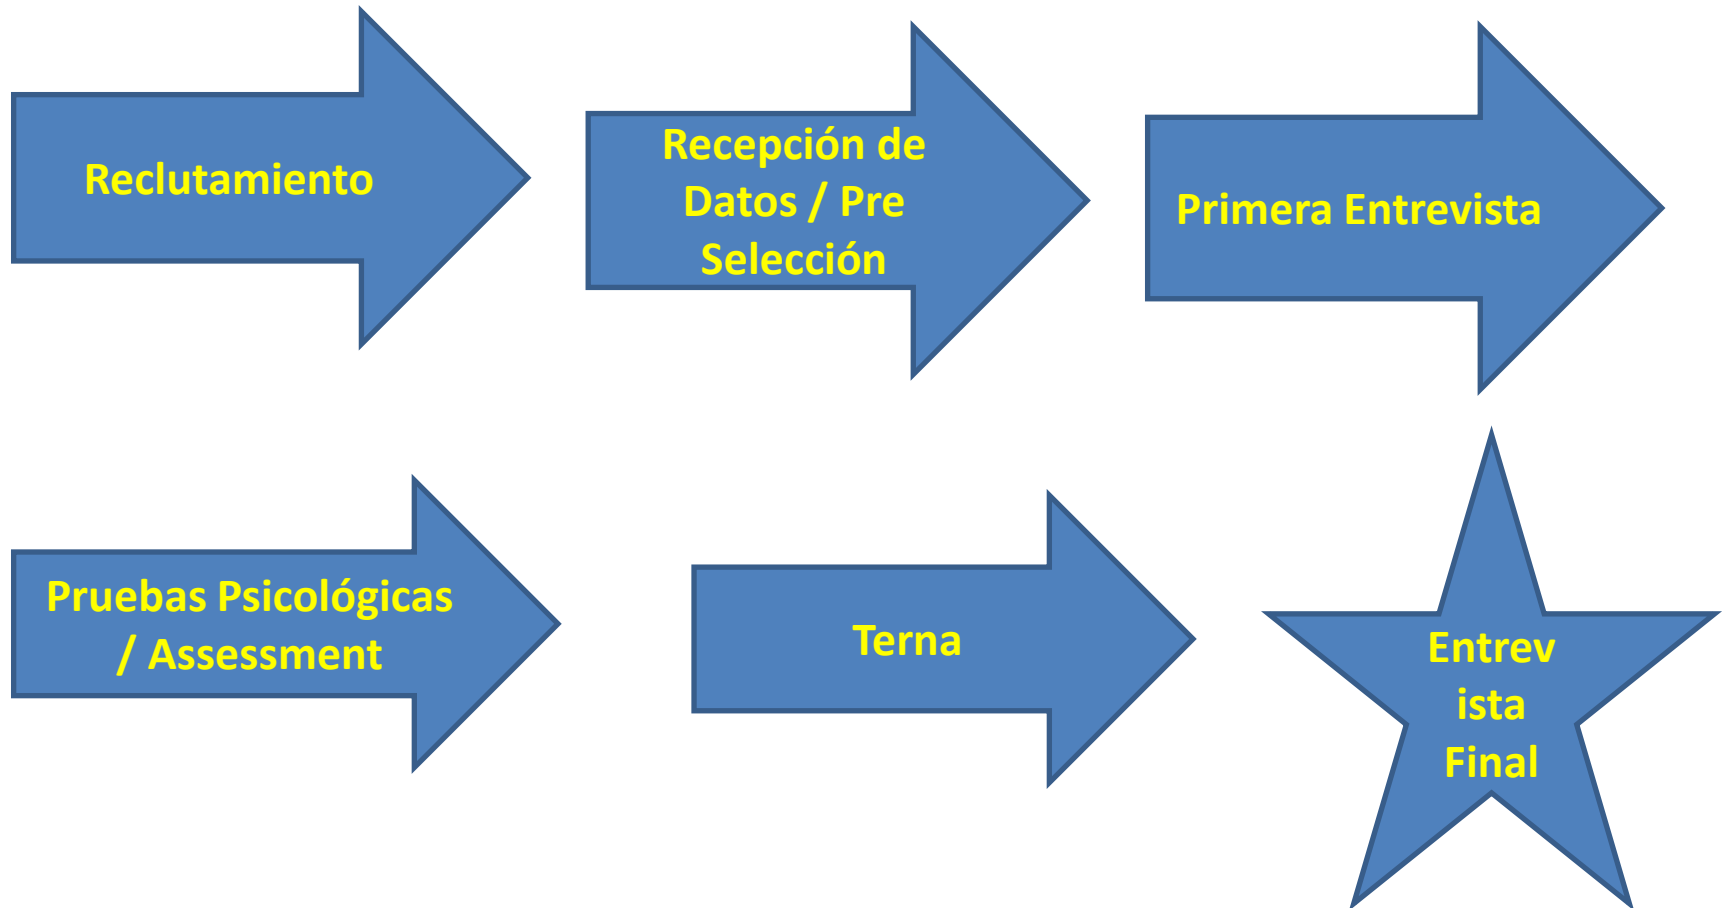 Reclutamiento
Recepción de
Datos / Pre
Selección
Primera Entrevista
Pruebas Psicológicas
/ Assessment
Terna
Entrev
ista
Final